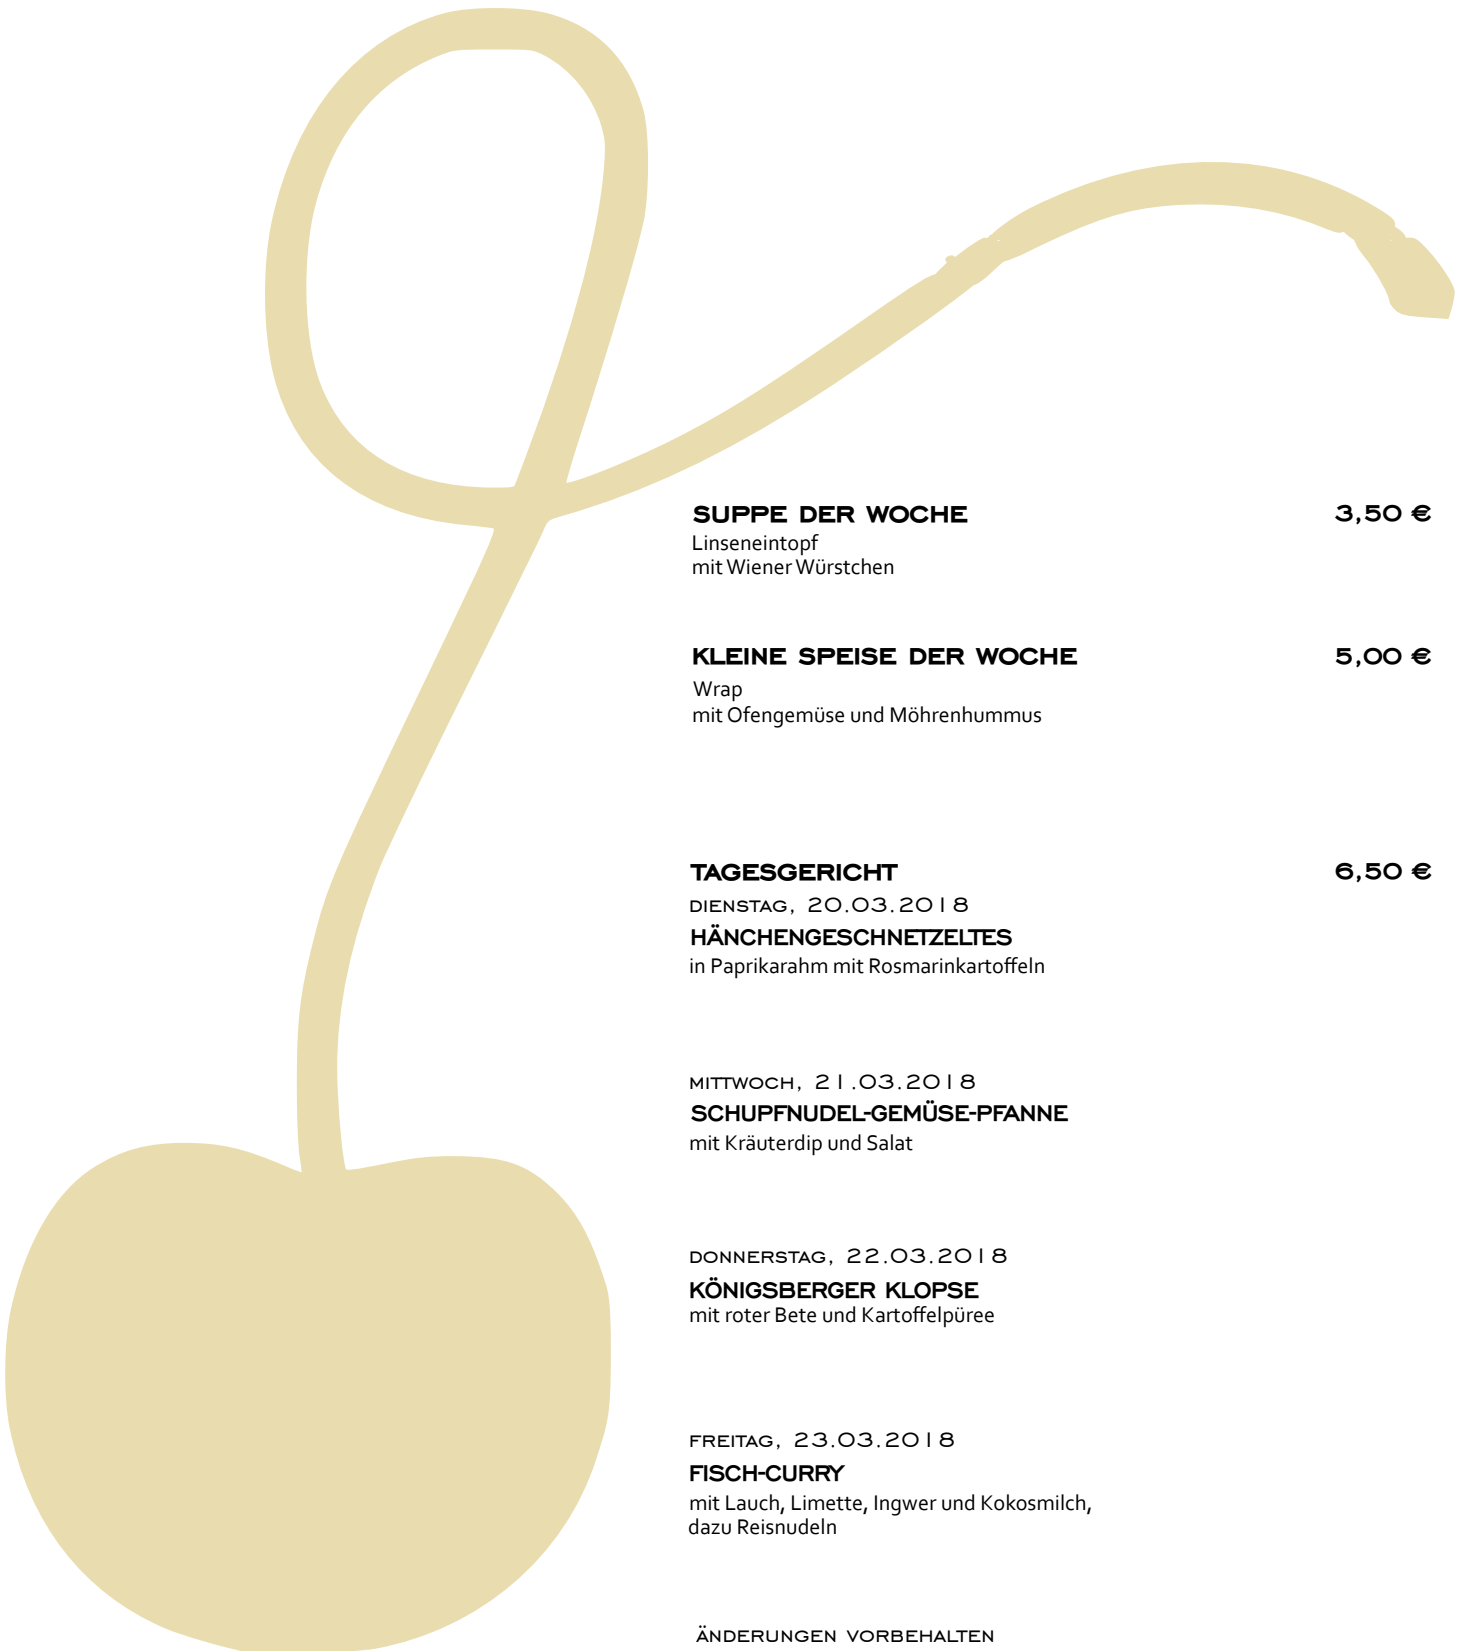 SUPPE DER WOCHE 3,50 €
Linseneintopf
mit Wiener Würstchen
KLEINE SPEISE DER WOCHE 5,00 €
Wrap
mit Ofengemüse und Möhrenhummus
TAGESGERICHT 6,50 €
DIENSTAG, 20.03.2018
HÄNCHENGESCHNETZELTES
in Paprikarahm mit Rosmarinkartoffeln
MITTWOCH, 21.03.2018
SCHUPFNUDEL-GEMÜSE-PFANNE
mit Kräuterdip und Salat
DONNERSTAG, 22.03.2018
KÖNIGSBERGER KLOPSE
mit roter Bete und Kartoffelpüree
FREITAG, 23.03.2018
FISCH-CURRY
mit Lauch, Limette, Ingwer und Kokosmilch,
dazu Reisnudeln
ÄNDERUNGEN VORBEHALTEN